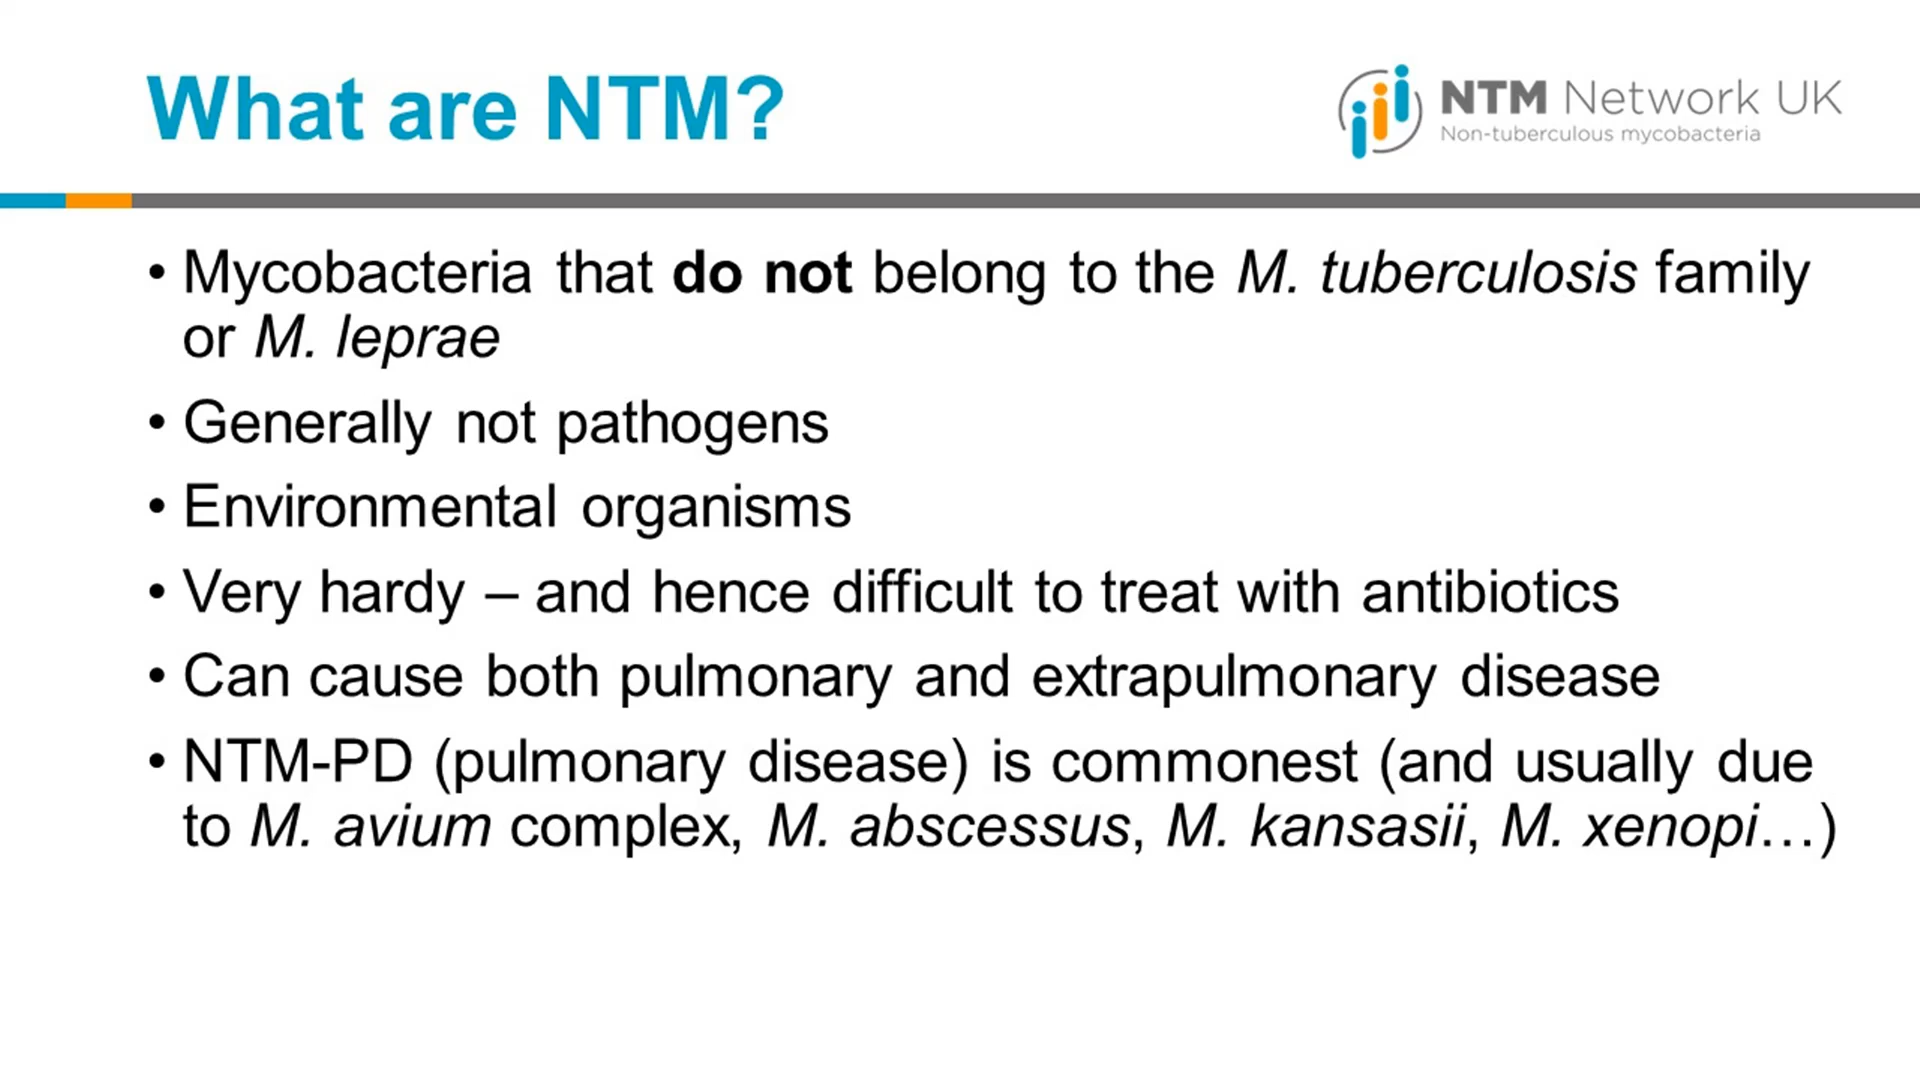 What are NTM?
NTM Network UK
Non-tuberculous mycobacteria
• Mycobacteria that do not belong to the M. tuberculosis family
or M. leprae
• Generally not pathogens
• Environmental organisms
• Very hardy – and hence difficult to treat with antibiotics
• Can cause both pulmonary and extrapulmonary disease
• NTM-PD (pulmonary disease) is commonest (and usually due
to M. avium complex, M. abscessus, M. kansasii, M. xenopi…)